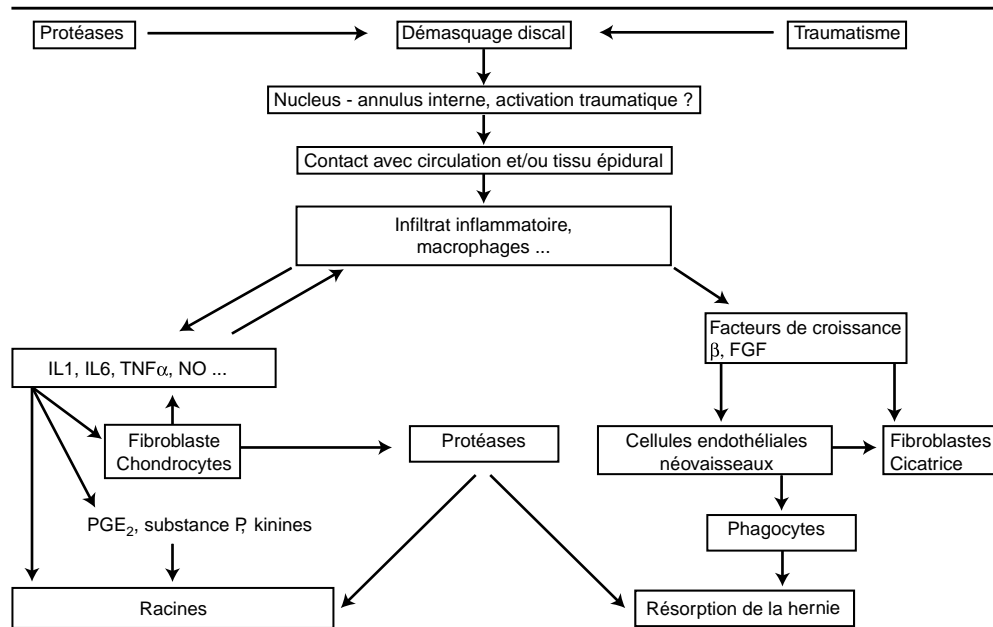 Protéases
Démasquage discal
Traumatisme
Nucleus - annulus interne, activation traumatique ?
Contact avec circulation et/ou tissu épidural
Infiltrat inflammatoire,
macrophages ...
Facteurs de croissance
β, FGF
IL1, IL6, TNFα, NO ...
Fibroblaste
Chondrocytes
Protéases
Cellules endothéliales
néovaisseaux
Fibroblastes
Cicatrice
PGE₂, substance P, kinines
Phagocytes
Racines
Résorption de la hernie